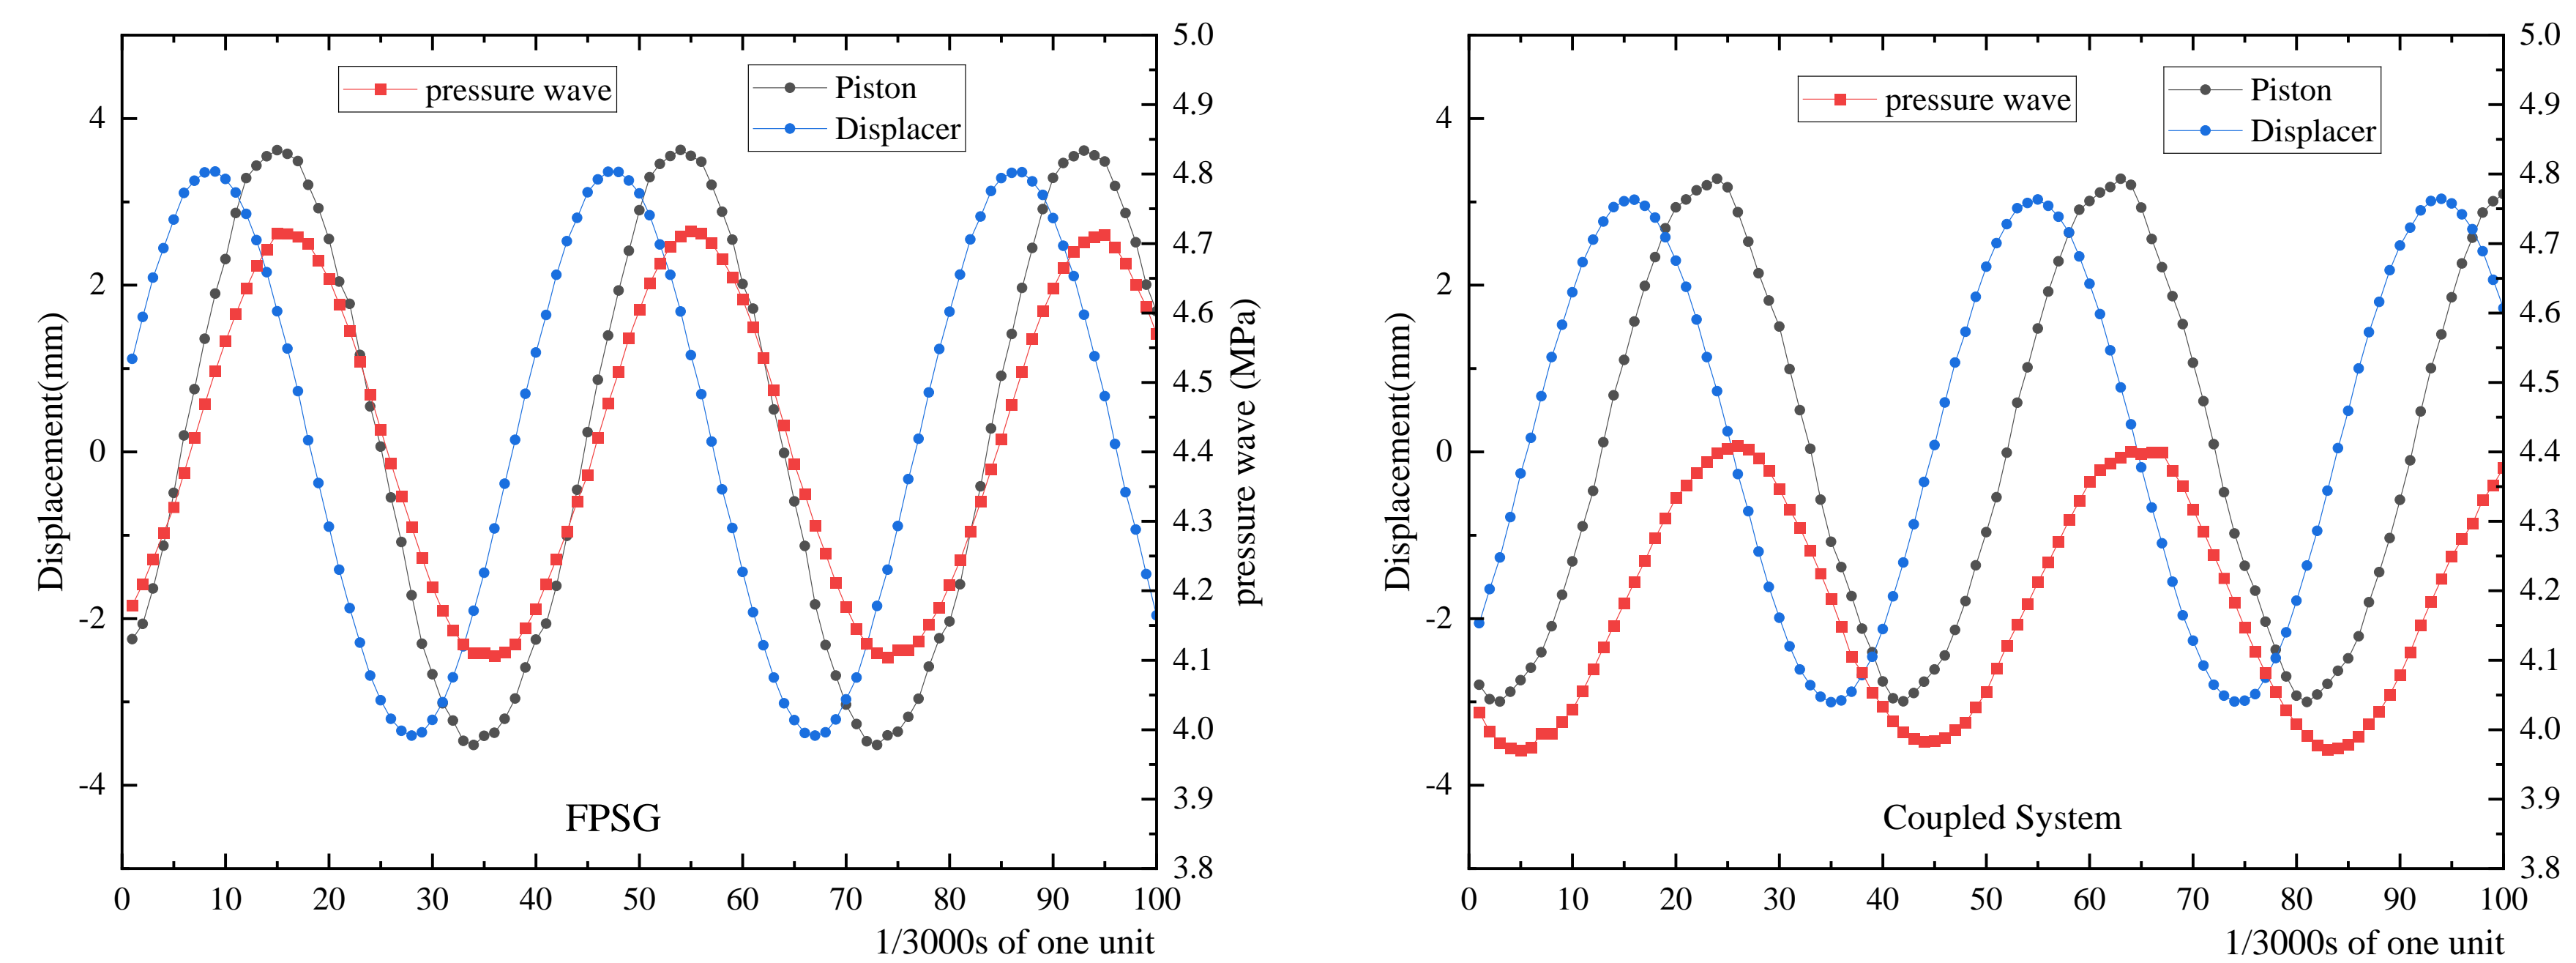 pressure wave
Piston
Displacer
Displacement(mm)
4
2
0
-2
-4
5.0
4.9
4.8
4.7
4.6
4.5
4.4
4.3
4.2
4.1
4.0
3.9
3.8
pressure wave (MPa)
FPSG
0 10 20 30 40 50 60 70 80 90 100
1/3000s of one unit
pressure wave
Piston
Displacer
Displacement(mm)
4
2
0
-2
-4
5.0
4.9
4.8
4.7
4.6
4.5
4.4
4.3
4.2
4.1
4.0
3.9
3.8
Coupled System
0 10 20 30 40 50 60 70 80 90 100
1/3000s of one unit